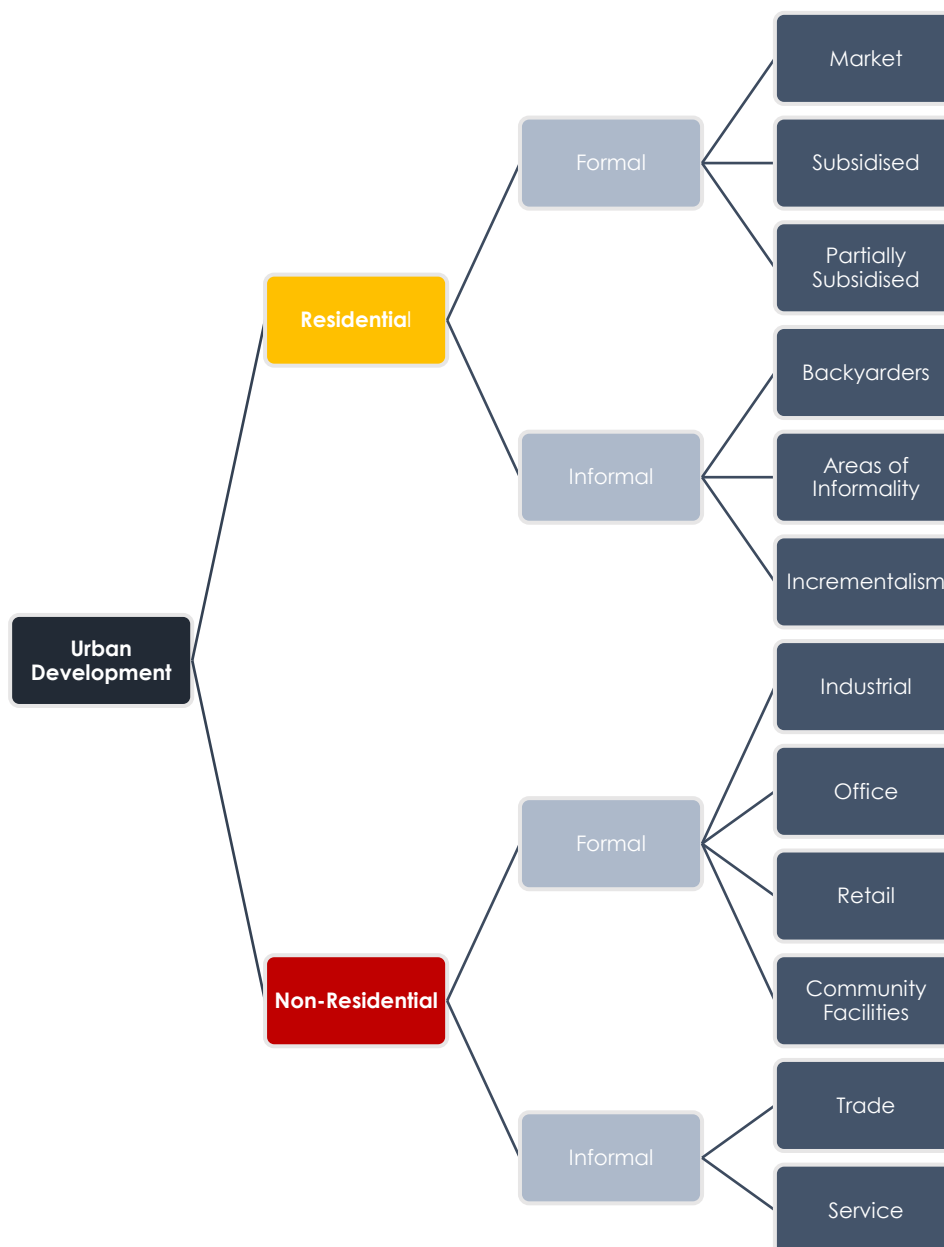 Urban
Development
Residential
Formal
Market
Subsidised
Partially
Subsidised
Informal
Backyarders
Areas of
Informality
Incrementalism
Non-Residential
Formal
Industrial
Office
Retail
Community
Facilities
Informal
Trade
Service